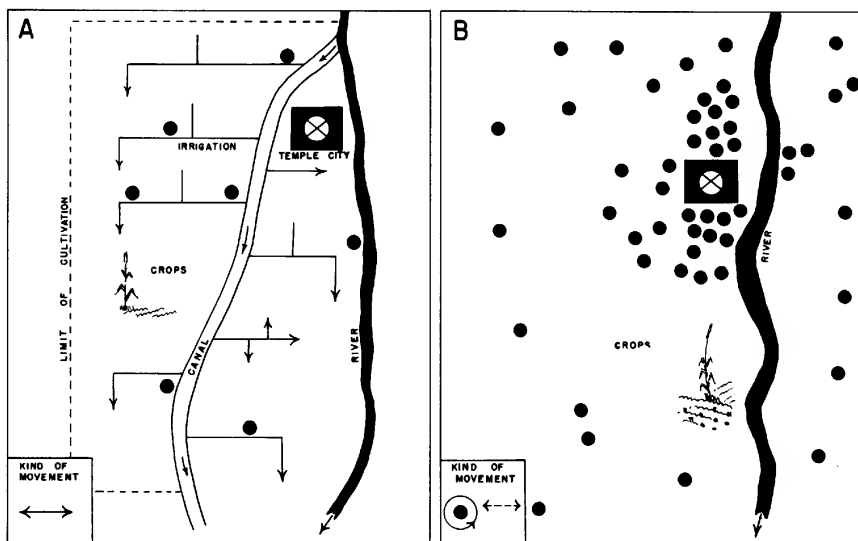 A
IRRIGATION
TEMPLE CITY
LIMIT OF CULTIVATION
CROPS
CANAL
RIVER
KIND OF
MOVEMENT
B
RIVER
CROPS
KIND OF
MOVEMENT